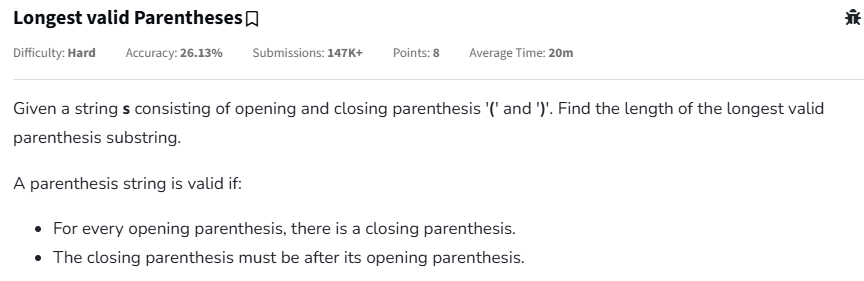 Longest valid Parentheses
Difficulty: Hard Accuracy: 26.13% Submissions: 147K+ Points: 8 Average Time: 20m
Given a string s consisting of opening and closing parenthesis '(' and ')'. Find the length of the longest valid
parenthesis substring.
A parenthesis string is valid if:
• For every opening parenthesis, there is a closing parenthesis.
• The closing parenthesis must be after its opening parenthesis.